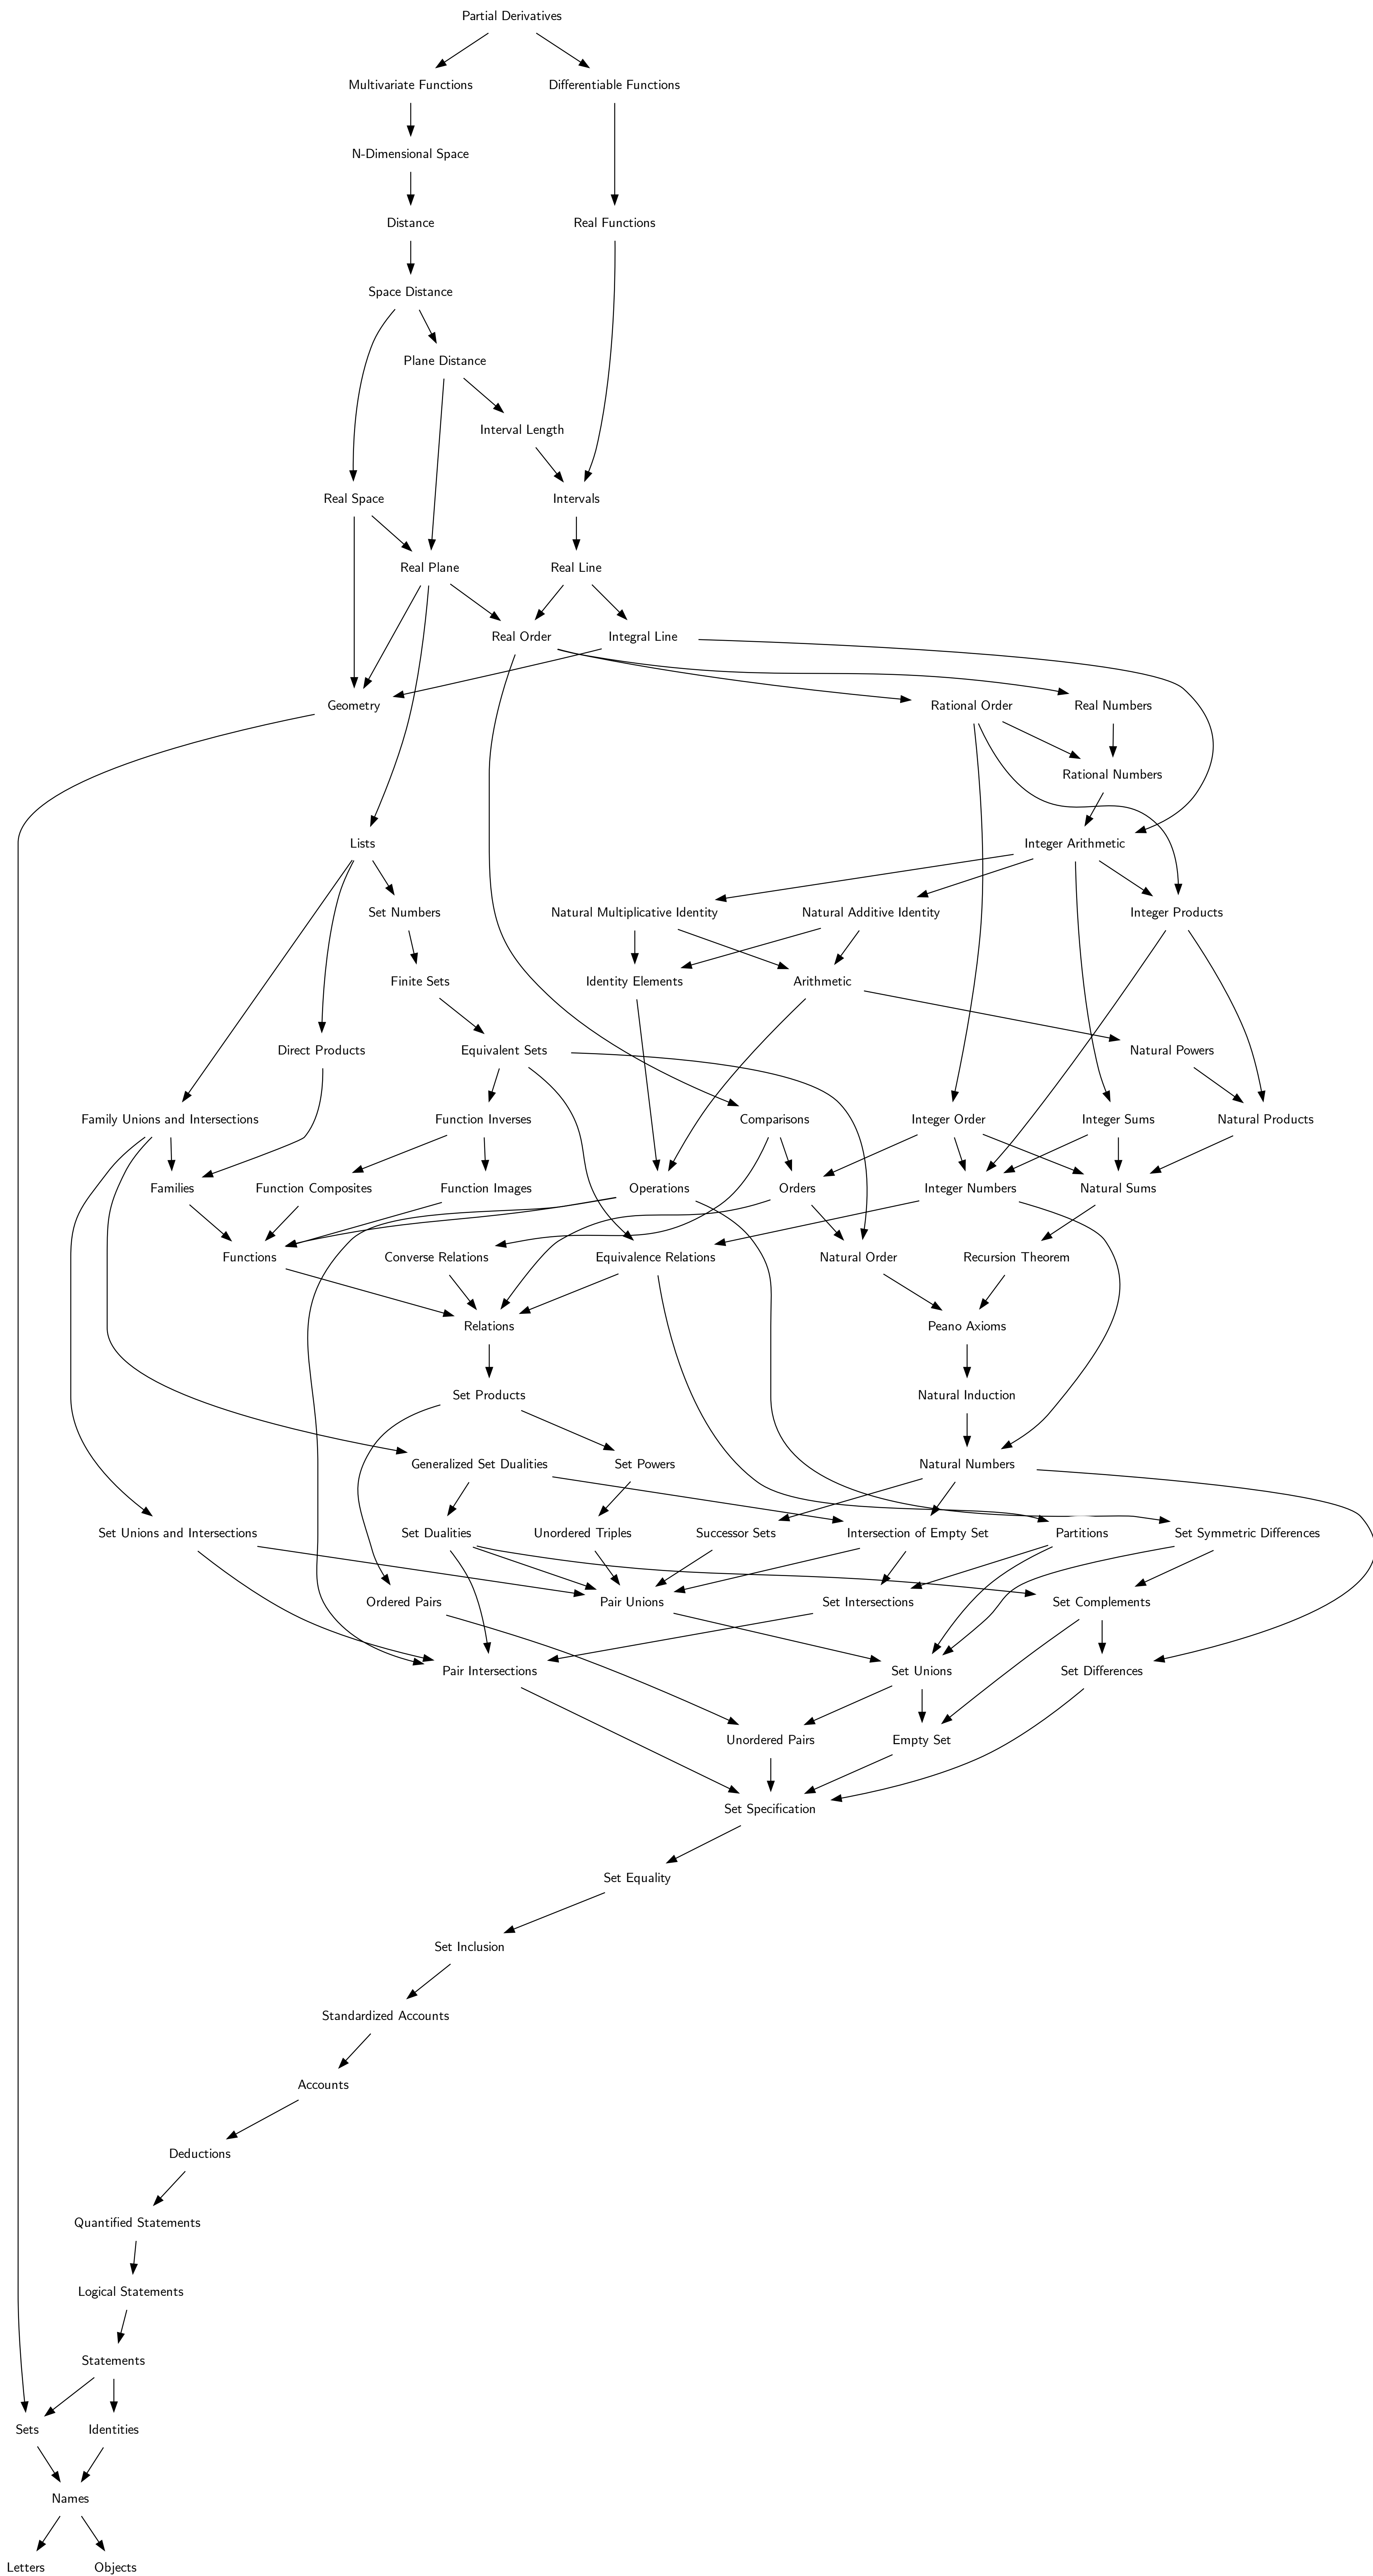 Partial Derivatives
Multivariate Functions
Differentiable Functions
N-Dimensional Space
Distance
Real Functions
Space Distance
Plane Distance
Interval Length
Real Space
Intervals
Real Plane
Real Line
Real Order
Integral Line
Geometry
Rational Order
Real Numbers
Rational Numbers
Lists
Integer Arithmetic
Set Numbers
Natural Multiplicative Identity
Natural Additive Identity
Integer Products
Finite Sets
Identity Elements
Arithmetic
Direct Products
Equivalent Sets
Natural Powers
Family Unions and Intersections
Function Inverses
Comparisons
Integer Order
Integer Sums
Natural Products
Families
Function Composites
Function Images
Operations
Orders
Integer Numbers
Natural Sums
Functions
Converse Relations
Equivalence Relations
Natural Order
Recursion Theorem
Relations
Peano Axioms
Set Products
Natural Induction
Generalized Set Dualities
Set Powers
Natural Numbers
Set Unions and Intersections
Set Dualities
Unordered Triples
Successor Sets
Intersection of Empty Set
Partitions
Set Symmetric Differences
Ordered Pairs
Pair Unions
Set Intersections
Set Complements
Pair Intersections
Set Unions
Set Differences
Unordered Pairs
Empty Set
Set Specification
Set Equality
Set Inclusion
Standardized Accounts
Accounts
Deductions
Quantified Statements
Logical Statements
Statements
Sets
Identities
Names
Letters
Objects